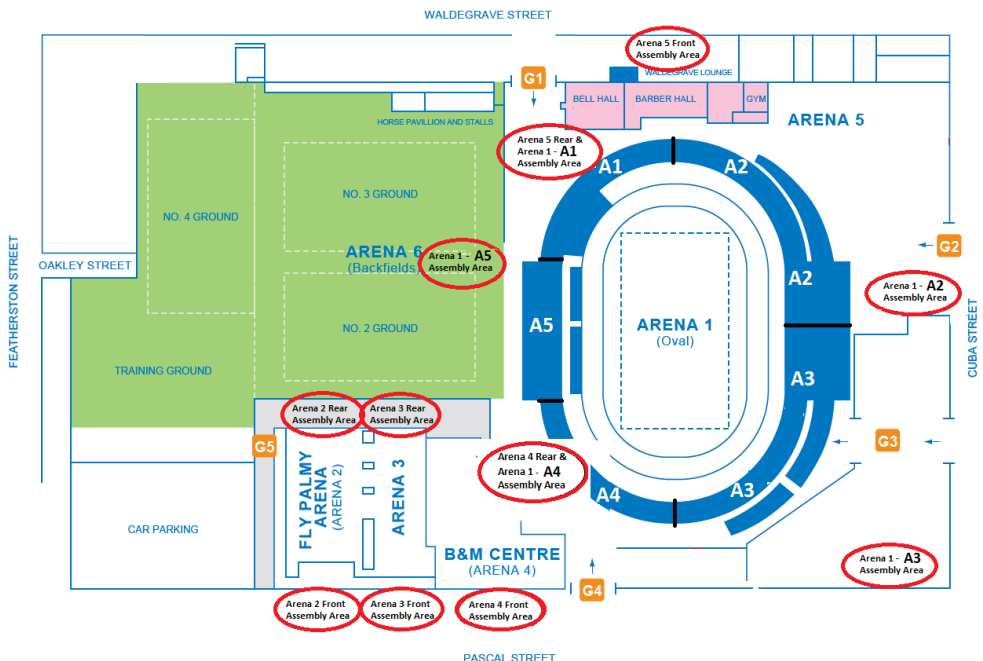 WALDEGRAVE STREET
Arena 5 Front
Assembly Area
WALDEGRAVE LOUNGE
G1
BELL HALL
BARBER HALL
GYM
HORSE PAVILLION AND STALLS
ARENA 5
Arena 5 Rear &
Arena 1 - A1
Assembly Area
A1
A2
NO. 3 GROUND
NO. 4 GROUND
ARENA 6
(Backfields)
Arena 1 - A5
Assembly Area
G2
FEATHERSTON STREET
OAKLEY STREET
A2
Arena 1 - A2
Assembly Area
A5
ARENA 1
(Oval)
NO. 2 GROUND
CUBA STREET
TRAINING GROUND
A3
Arena 2 Rear
Assembly Area
Arena 3 Rear
Assembly Area
G5
G3
Arena 4 Rear &
Arena 1 - A4
Assembly Area
FLY PALMY
ARENA
(ARENA 2)
ARENA 3
A4
A3
CAR PARKING
B&M CENTRE
(ARENA 4)
Arena 1 - A3
Assembly Area
G4
Arena 2 Front
Assembly Area
Arena 3 Front
Assembly Area
Arena 4 Front
Assembly Area
PASCAL STREET